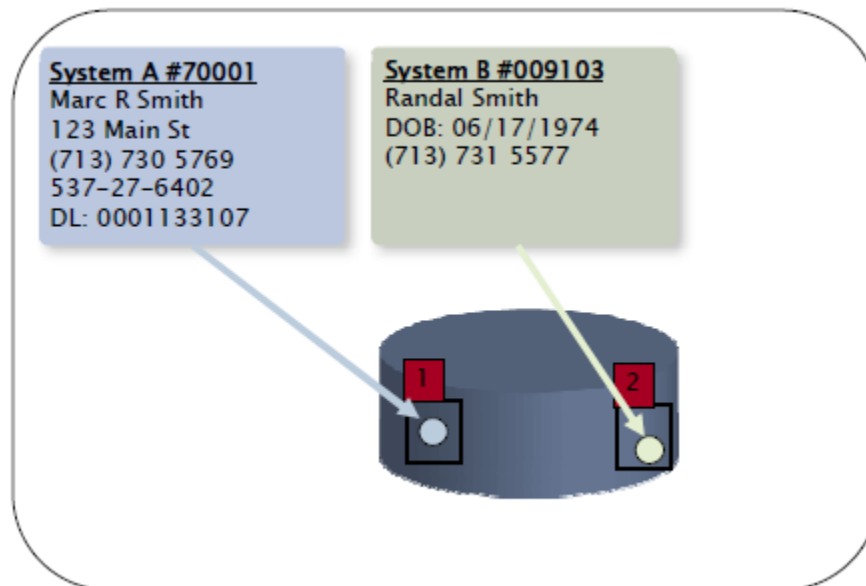 System A #70001
Marc R Smith
123 Main St
(713) 730 5769
537-27-6402
DL: 0001133107
System B #009103
Randal Smith
DOB: 06/17/1974
(713) 731 5577
1
2